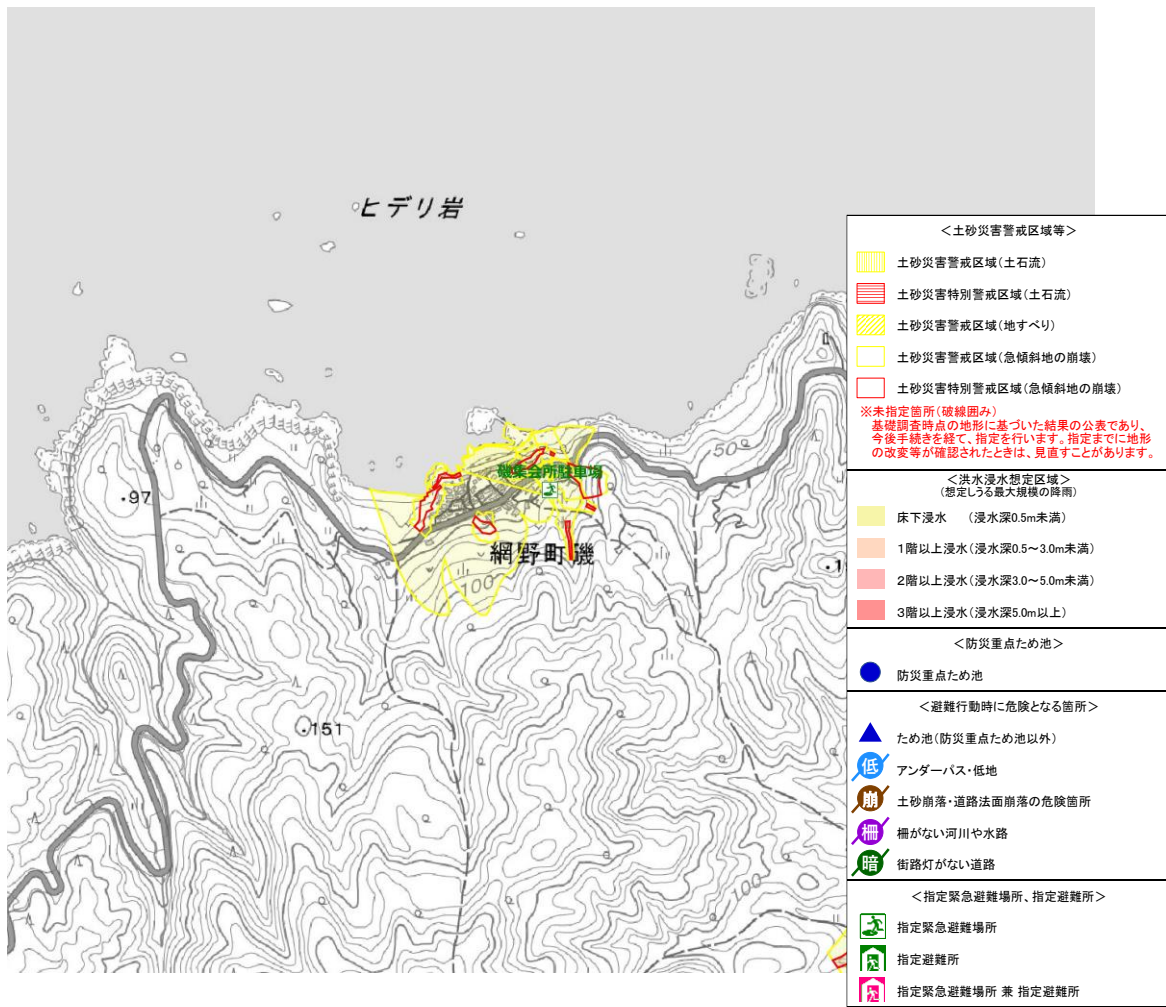 ヒデリ岩
50
磯集会所駐車場
・97
網野町磯
100
・151
100
＜土砂災害警戒区域等＞
土砂災害警戒区域（土石流）
土砂災害特別警戒区域（土石流）
土砂災害警戒区域（地すべり）
土砂災害警戒区域（急傾斜地の崩壊）
土砂災害特別警戒区域（急傾斜地の崩壊）
※未指定箇所（破線囲み）
基礎調査時点の地形に基づいた結果の公表であり、
今後手続きを経て、指定を行います。指定までに地形
の改変等が確認されたときは、見直すことがあります。
＜洪水浸水想定区域＞
（想定しうる最大規模の降雨）
床下浸水　（浸水深0.5m未満）
1階以上浸水（浸水深0.5～3.0m未満）
2階以上浸水（浸水深3.0～5.0m未満）
3階以上浸水（浸水深5.0m以上）
＜防災重点ため池＞
防災重点ため池
＜避難行動時に危険となる箇所＞
ため池（防災重点ため池以外）
低 アンダーパス・低地
崩 土砂崩落・道路法面崩落の危険箇所
柵 柵がない河川や水路
暗 街路灯がない道路
＜指定緊急避難場所、指定避難所＞
指定緊急避難場所
指定避難所
指定緊急避難場所 兼 指定避難所